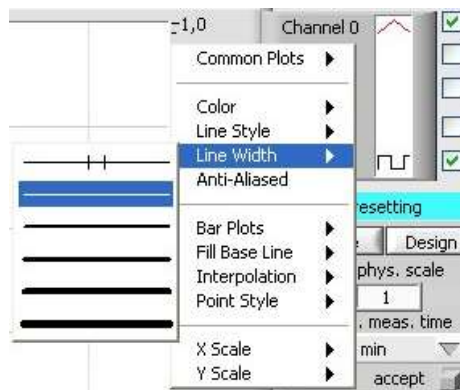 -1,0
Channel 0
Common Plots
Color
Line Style
Line Width
Anti-Aliased
Bar Plots
Fill Base Line
Interpolation
Point Style
X Scale
Y Scale
resetting
Design
phys. scale
1
. meas. time
min
accept